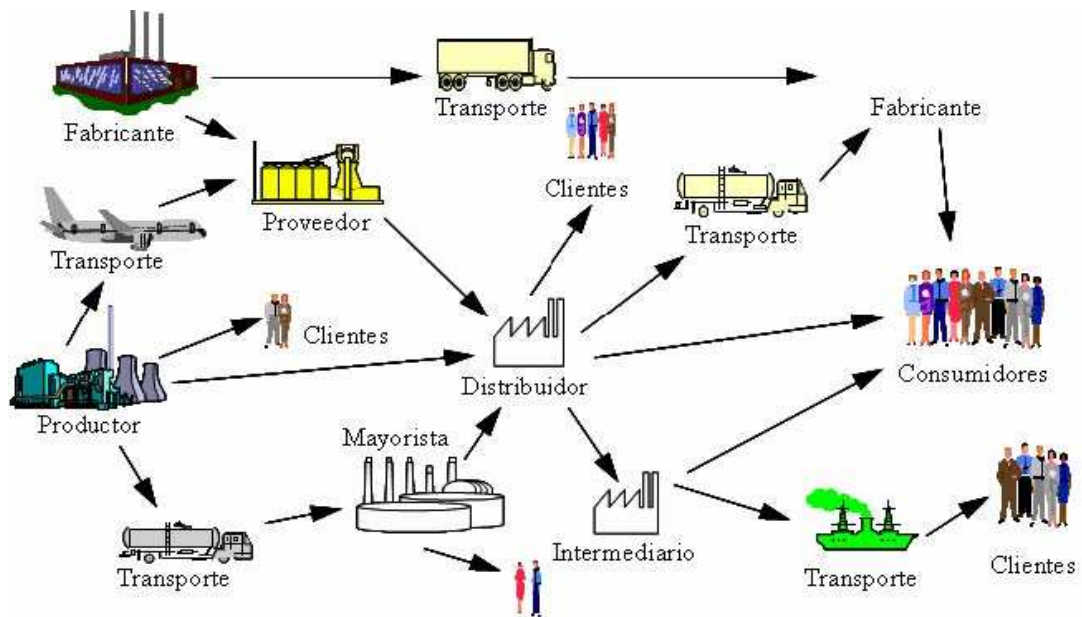 Transporte
Fabricante
Fabricante
Clientes
Proveedor
Transporte
Transporte
Clientes
Consumidores
Distribuidor
Productor
Mayorista
Intermediario
Transporte
Transporte
Clientes